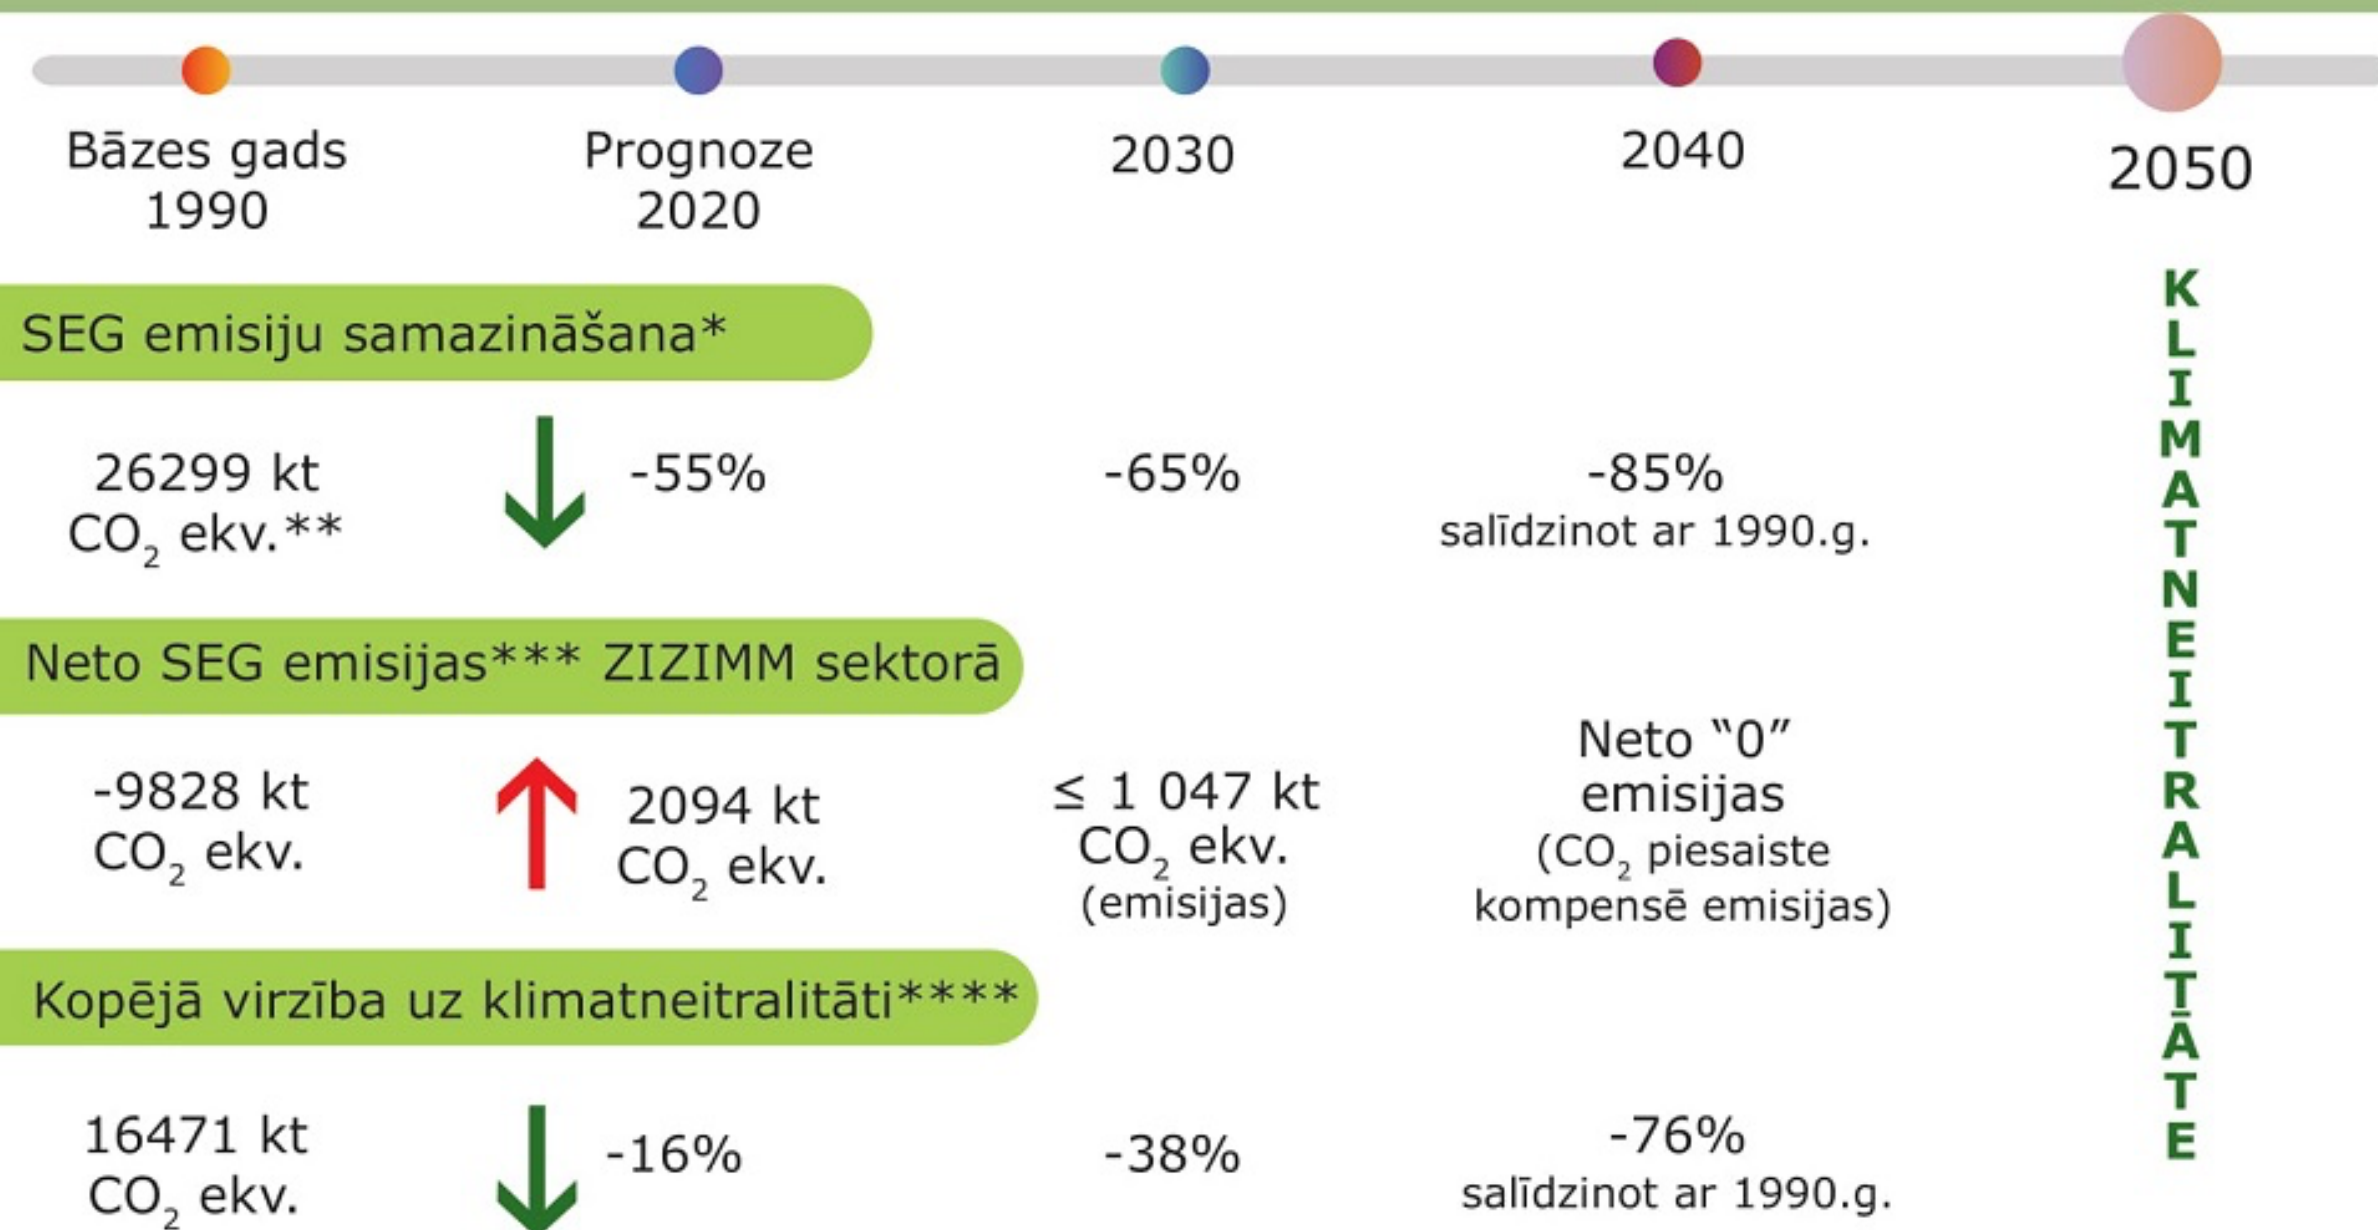 Bāzes gads
1990
Prognoze
2020
2030
2040
2050
SEG emisiju samazināšana*
26299 kt
CO₂ ekv.**
-55%
-65%
-85%
salīdzinot ar 1990.g.
Neto SEG emisijas*** ZIZIMM sektorā
-9828 kt
CO₂ ekv.
2094 kt
CO₂ ekv.
≤ 1 047 kt
CO₂ ekv.
(emisijas)
Neto “0”
emisijas
(CO₂ piesaiste
kompensē emisijas)
Kopējā virzība uz klimatneitralitāti****
16471 kt
CO₂ ekv.
-16%
-38%
-76%
salīdzinot ar 1990.g.
KLIMATNEITRALITĀTE